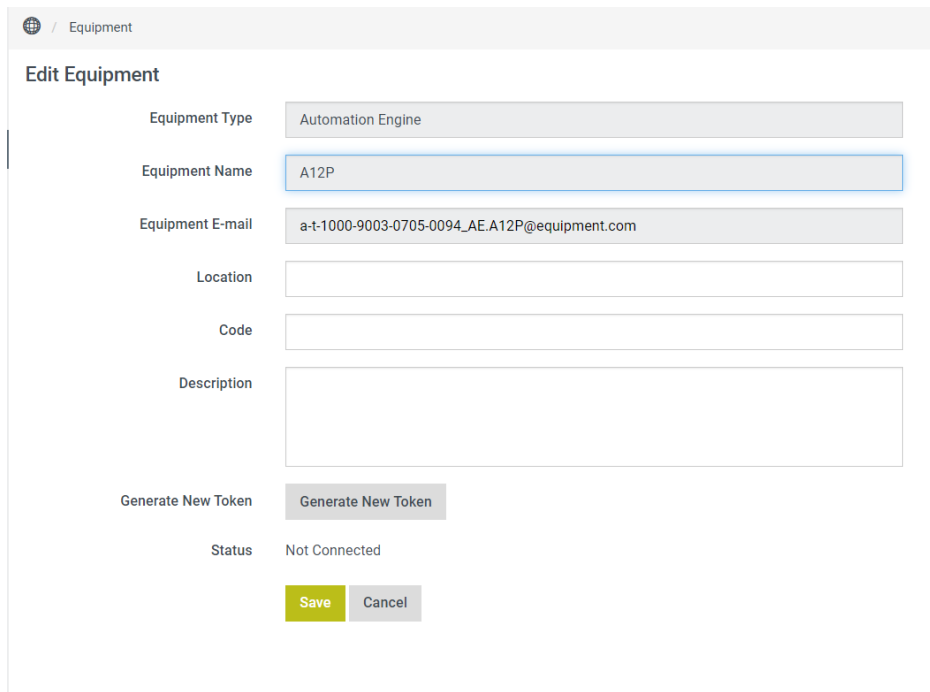 / Equipment
Edit Equipment
Equipment Type Automation Engine
Equipment Name A12P
Equipment E-mail a-t-1000-9003-0705-0094_AE.A12P@equipment.com
Location
Code
Description
Generate New Token Generate New Token
Status Not Connected
Save Cancel